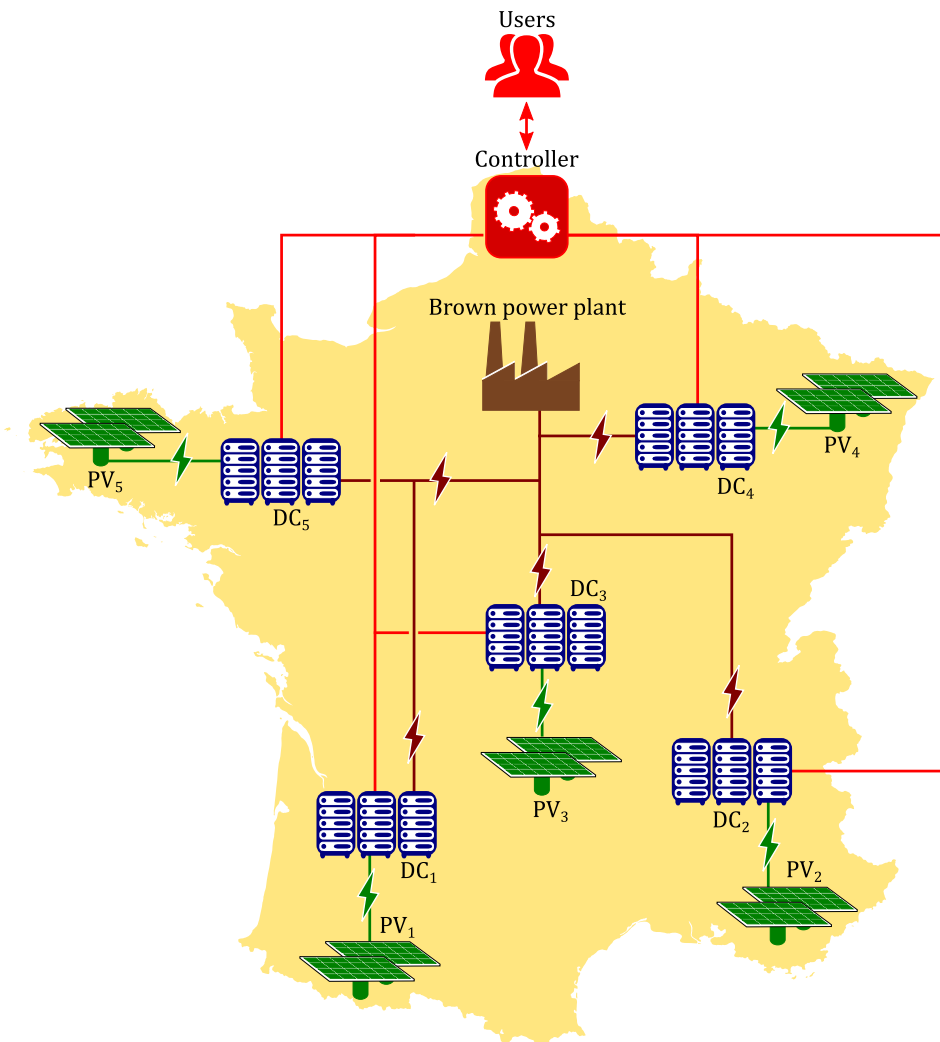 Users
Controller
Brown power plant
PV₄
PV₅
DC₄
DC₅
DC₃
PV₃
DC₂
DC₁
PV₂
PV₁